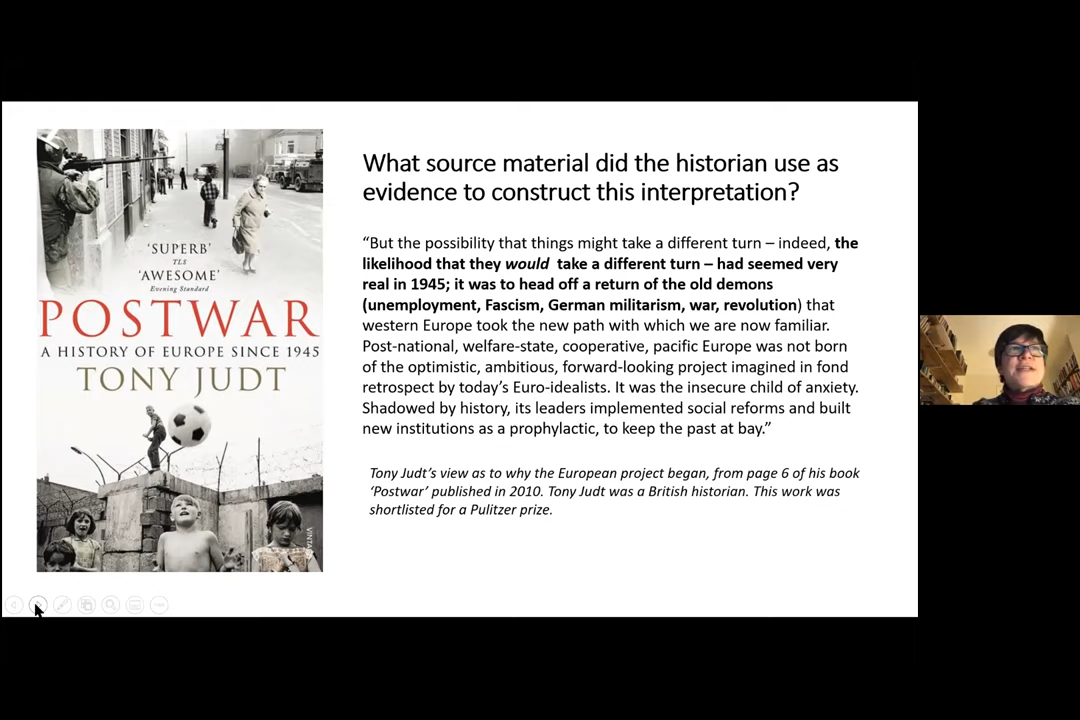 'SUPERB'
TLS
'AWESOME'
Evening Standard
POSTWAR
A HISTORY OF EUROPE SINCE 1945
TONY JUDT
What source material did the historian use as
evidence to construct this interpretation?
“But the possibility that things might take a different turn – indeed, the
likelihood that they would take a different turn – had seemed very
real in 1945; it was to head off a return of the old demons
(unemployment, Fascism, German militarism, war, revolution) that
western Europe took the new path with which we are now familiar.
Post-national, welfare-state, cooperative, pacific Europe was not born
of the optimistic, ambitious, forward-looking project imagined in fond
retrospect by today’s Euro-idealists. It was the insecure child of anxiety.
Shadowed by history, its leaders implemented social reforms and built
new institutions as a prophylactic, to keep the past at bay.”
Tony Judt’s view as to why the European project began, from page 6 of his book
‘Postwar’ published in 2010. Tony Judt was a British historian. This work was
shortlisted for a Pulitzer prize.